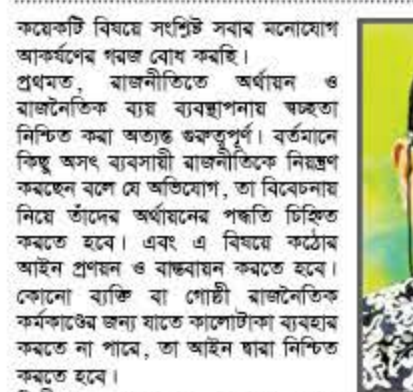 কয়েকটি বিষয়ে সংশ্লিষ্ট সবার মনোযোগ
আকর্ষণের গরজ বোধ করছি।
প্রথমত, রাজনীতিতে অর্থায়ন ও
রাজনৈতিক ব্যয় ব্যবস্থাপনায় স্বচ্ছতা
নিশ্চিত করা অত্যন্ত গুরুত্বপূর্ণ। বর্তমানে
কিছু অসৎ ব্যবসায়ী রাজনীতিকে নিয়ন্ত্রণ
করছেন বলে যে অভিযোগ, তা বিবেচনায়
নিয়ে তাঁদের অর্থায়নের পদ্ধতি চিহ্নিত
করতে হবে। এবং এ বিষয়ে কঠোর
আইন প্রণয়ন ও বাস্তবায়ন করতে হবে।
কোনো ব্যক্তি বা গোষ্ঠী রাজনৈতিক
কর্মকাণ্ডের জন্য যাতে কালোটাকা ব্যবহার
করতে না পারে, তা আইন দ্বারা নিশ্চিত
করতে হবে।